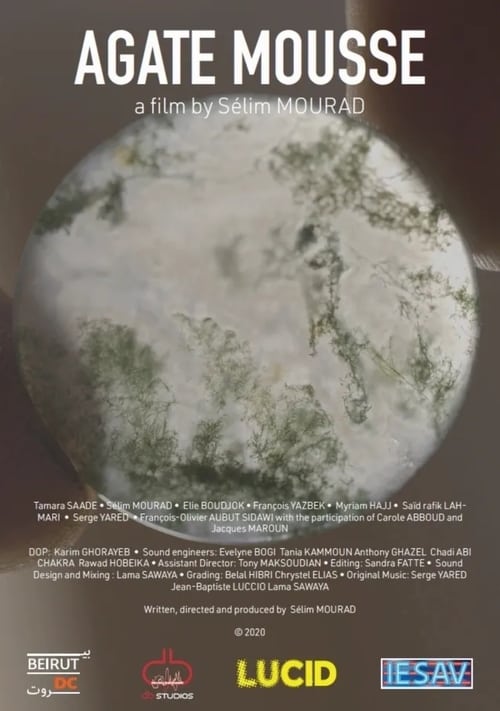 AGATE MOUSSE
a film by Sélim MOURAD
Tamara SAADE • Sélim MOURAD • Elie BOUDJOK • François YAZBEK • Myriam HAJJ • Saïd rafik LAH-
MARI • Serge YARED • François-Olivier AUBUT SIDAWI with the participation of Carole ABBOUD and
Jacques MAROUN
DOP: Karim GHORAYEB • Sound engineers: Evelyne BOGI Tania KAMMOUN Anthony GHAZEL Chadi ABI
CHAKRA Rawad HOBEIKA • Assistant Director: Tony MAKSOUDIAN • Editing: Sandra FATTE • Sound
Design and Mixing : Lama SAWAYA • Grading: Belal HIBRI Chrystel ELIAS • Original Music: Serge YARED
Jean-Baptiste LUCCIO Lama SAWAYA
Written, directed and produced by Sélim MOURAD
© 2020
بيـ
BEIRUT
DC
ـروت
db STUDIOS
LUCID
IESAV